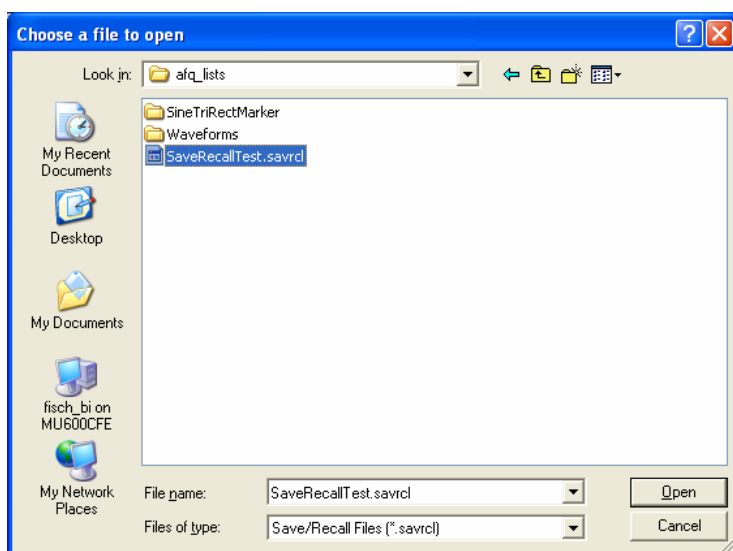 Choose a file to open
Look in:
afq_lists
My Recent
Documents
Desktop
My Documents
fisch_bi on
MU600CFE
My Network
Places
SineTriRectMarker
Waveforms
SaveRecallTest.savrcl
File name:
SaveRecallTest.savrcl
Open
Files of type:
Save/Recall Files (*.savrcl)
Cancel